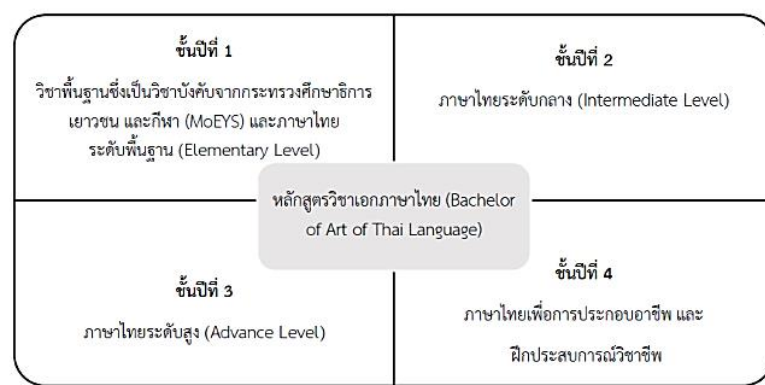 ชั้นปีที่ 1
วิชาพื้นฐานซึ่งเป็นวิชาบังคับจากกระทรวงศึกษาธิการ
เยาวชน และกีฬา (MoEYS) และภาษาไทย
ระดับพื้นฐาน (Elementary Level)
ชั้นปีที่ 2
ภาษาไทยระดับกลาง (Intermediate Level)
หลักสูตรวิชาเอกภาษาไทย (Bachelor
of Art of Thai Language)
ชั้นปีที่ 3
ภาษาไทยระดับสูง (Advance Level)
ชั้นปีที่ 4
ภาษาไทยเพื่อการประกอบอาชีพ และ
ฝึกประสบการณ์วิชาชีพ